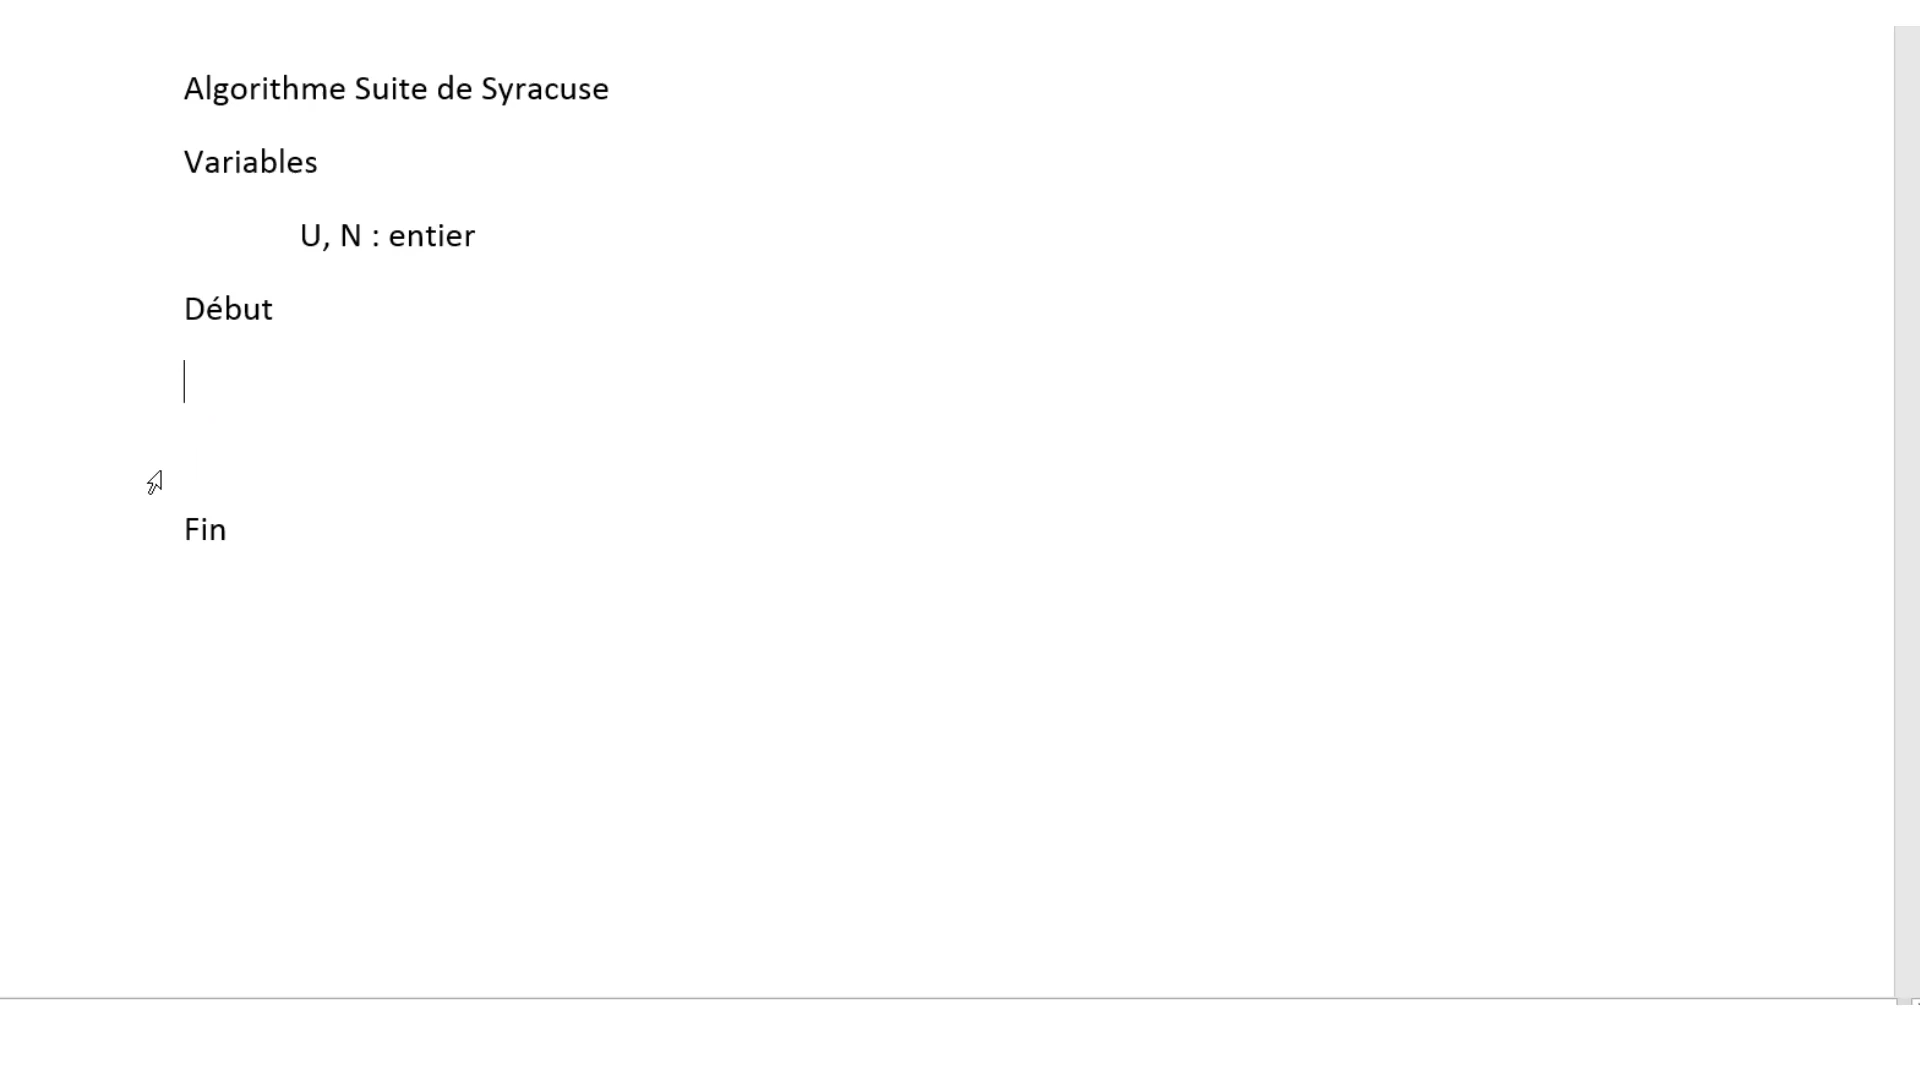 Algorithme Suite de Syracuse
Variables
U, N : entier
Début
Fin